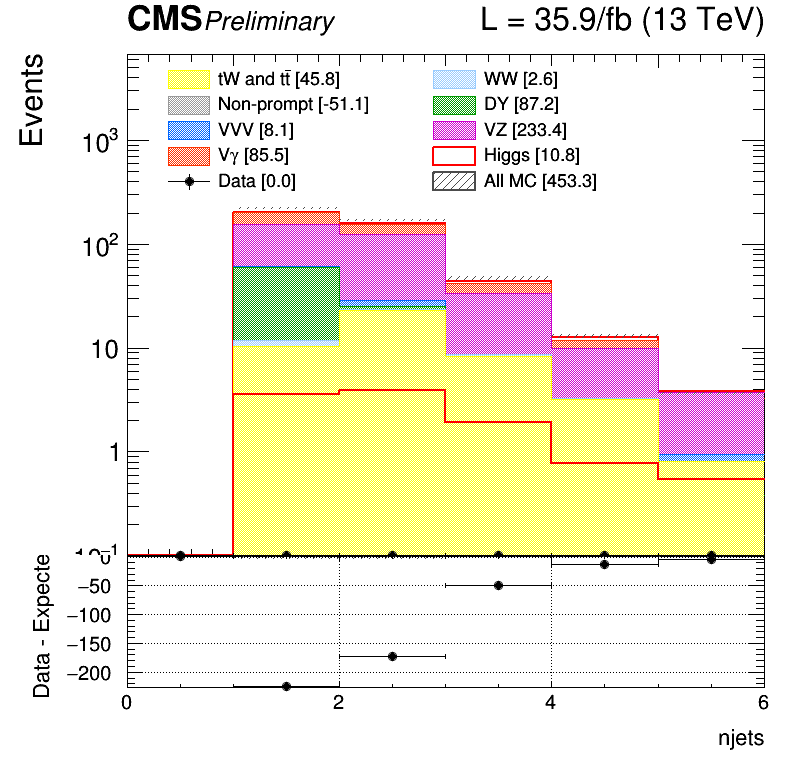 CMS Preliminary L = 35.9/fb (13 TeV)
Events
tW and tt̄ [45.8] WW [2.6]
Non-prompt [-51.1] DY [87.2]
VVV [8.1] VZ [233.4]
Vγ [85.5] Higgs [10.8]
Data [0.0] All MC [453.3]
10³
10²
10
1
Data - Expecte
−50
−100
−150
−200
0 2 4 6
njets